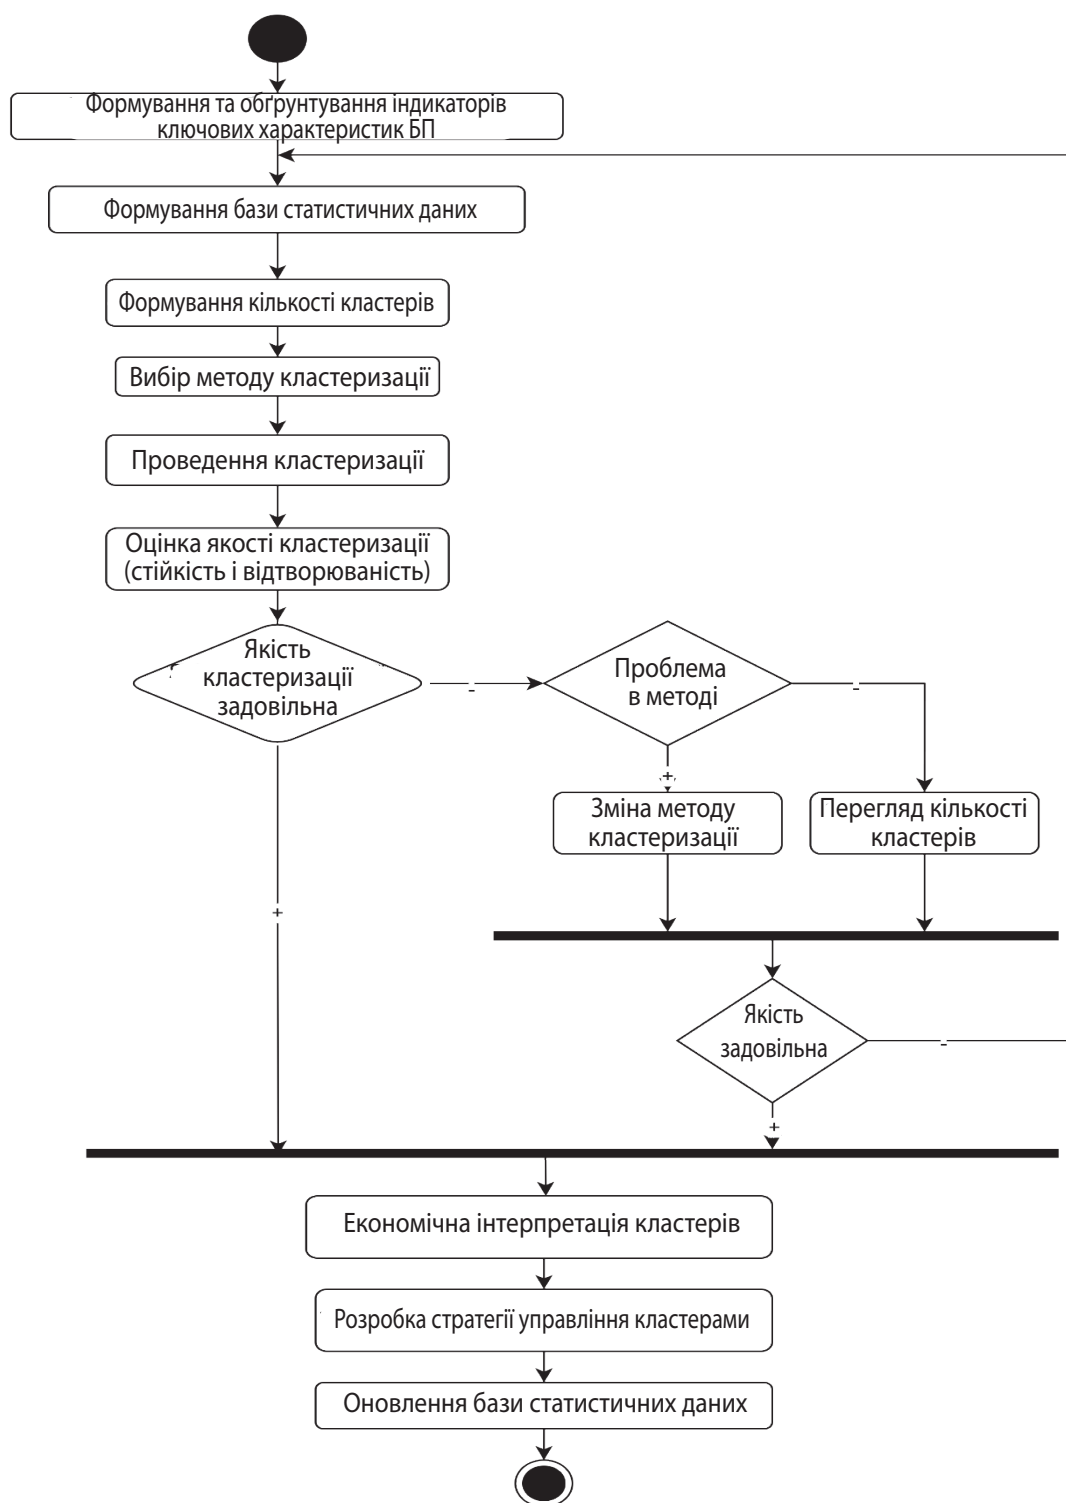 Формування та обґрунтування індикаторів
ключових характеристик БП
Формування бази статистичних даних
Формування кількості кластерів
Вибір методу кластеризації
Проведення кластеризації
Оцінка якості кластеризації
(стійкість і відтворюваність)
Якість
кластеризації
задовільна
-
Проблема
в методі
-
+
Зміна методу
кластеризації
Перегляд кількості
кластерів
+
Якість
задовільна
-
+
Економічна інтерпретація кластерів
Розробка стратегії управління кластерами
Оновлення бази статистичних даних